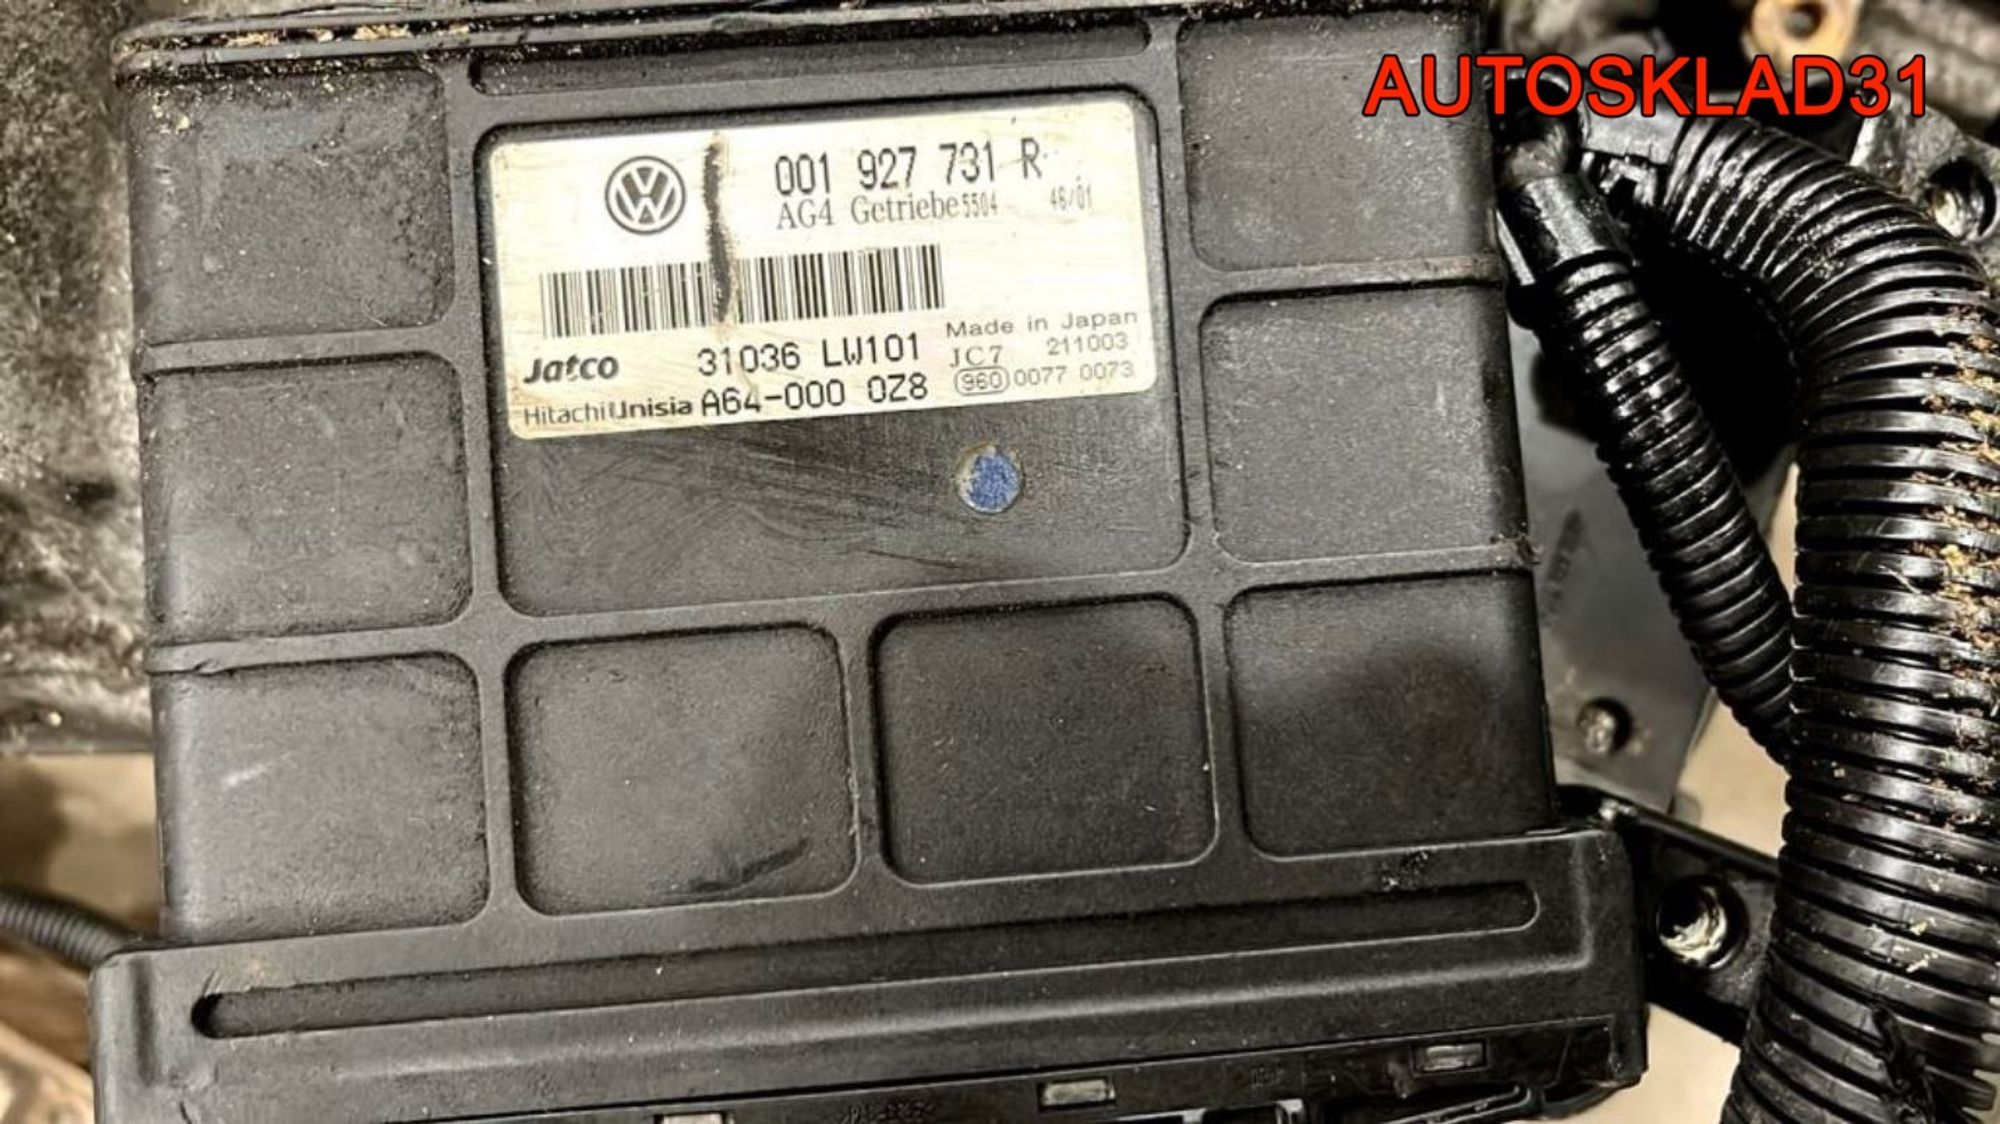 AUTOSKLAD31
001 927 731 R
AG4 Getriebe 5504 46/01
Made in Japan
Jatco 31036 LW101 JC7 211003
HitachiUnisia A64-000 0Z8 960 0077 0073